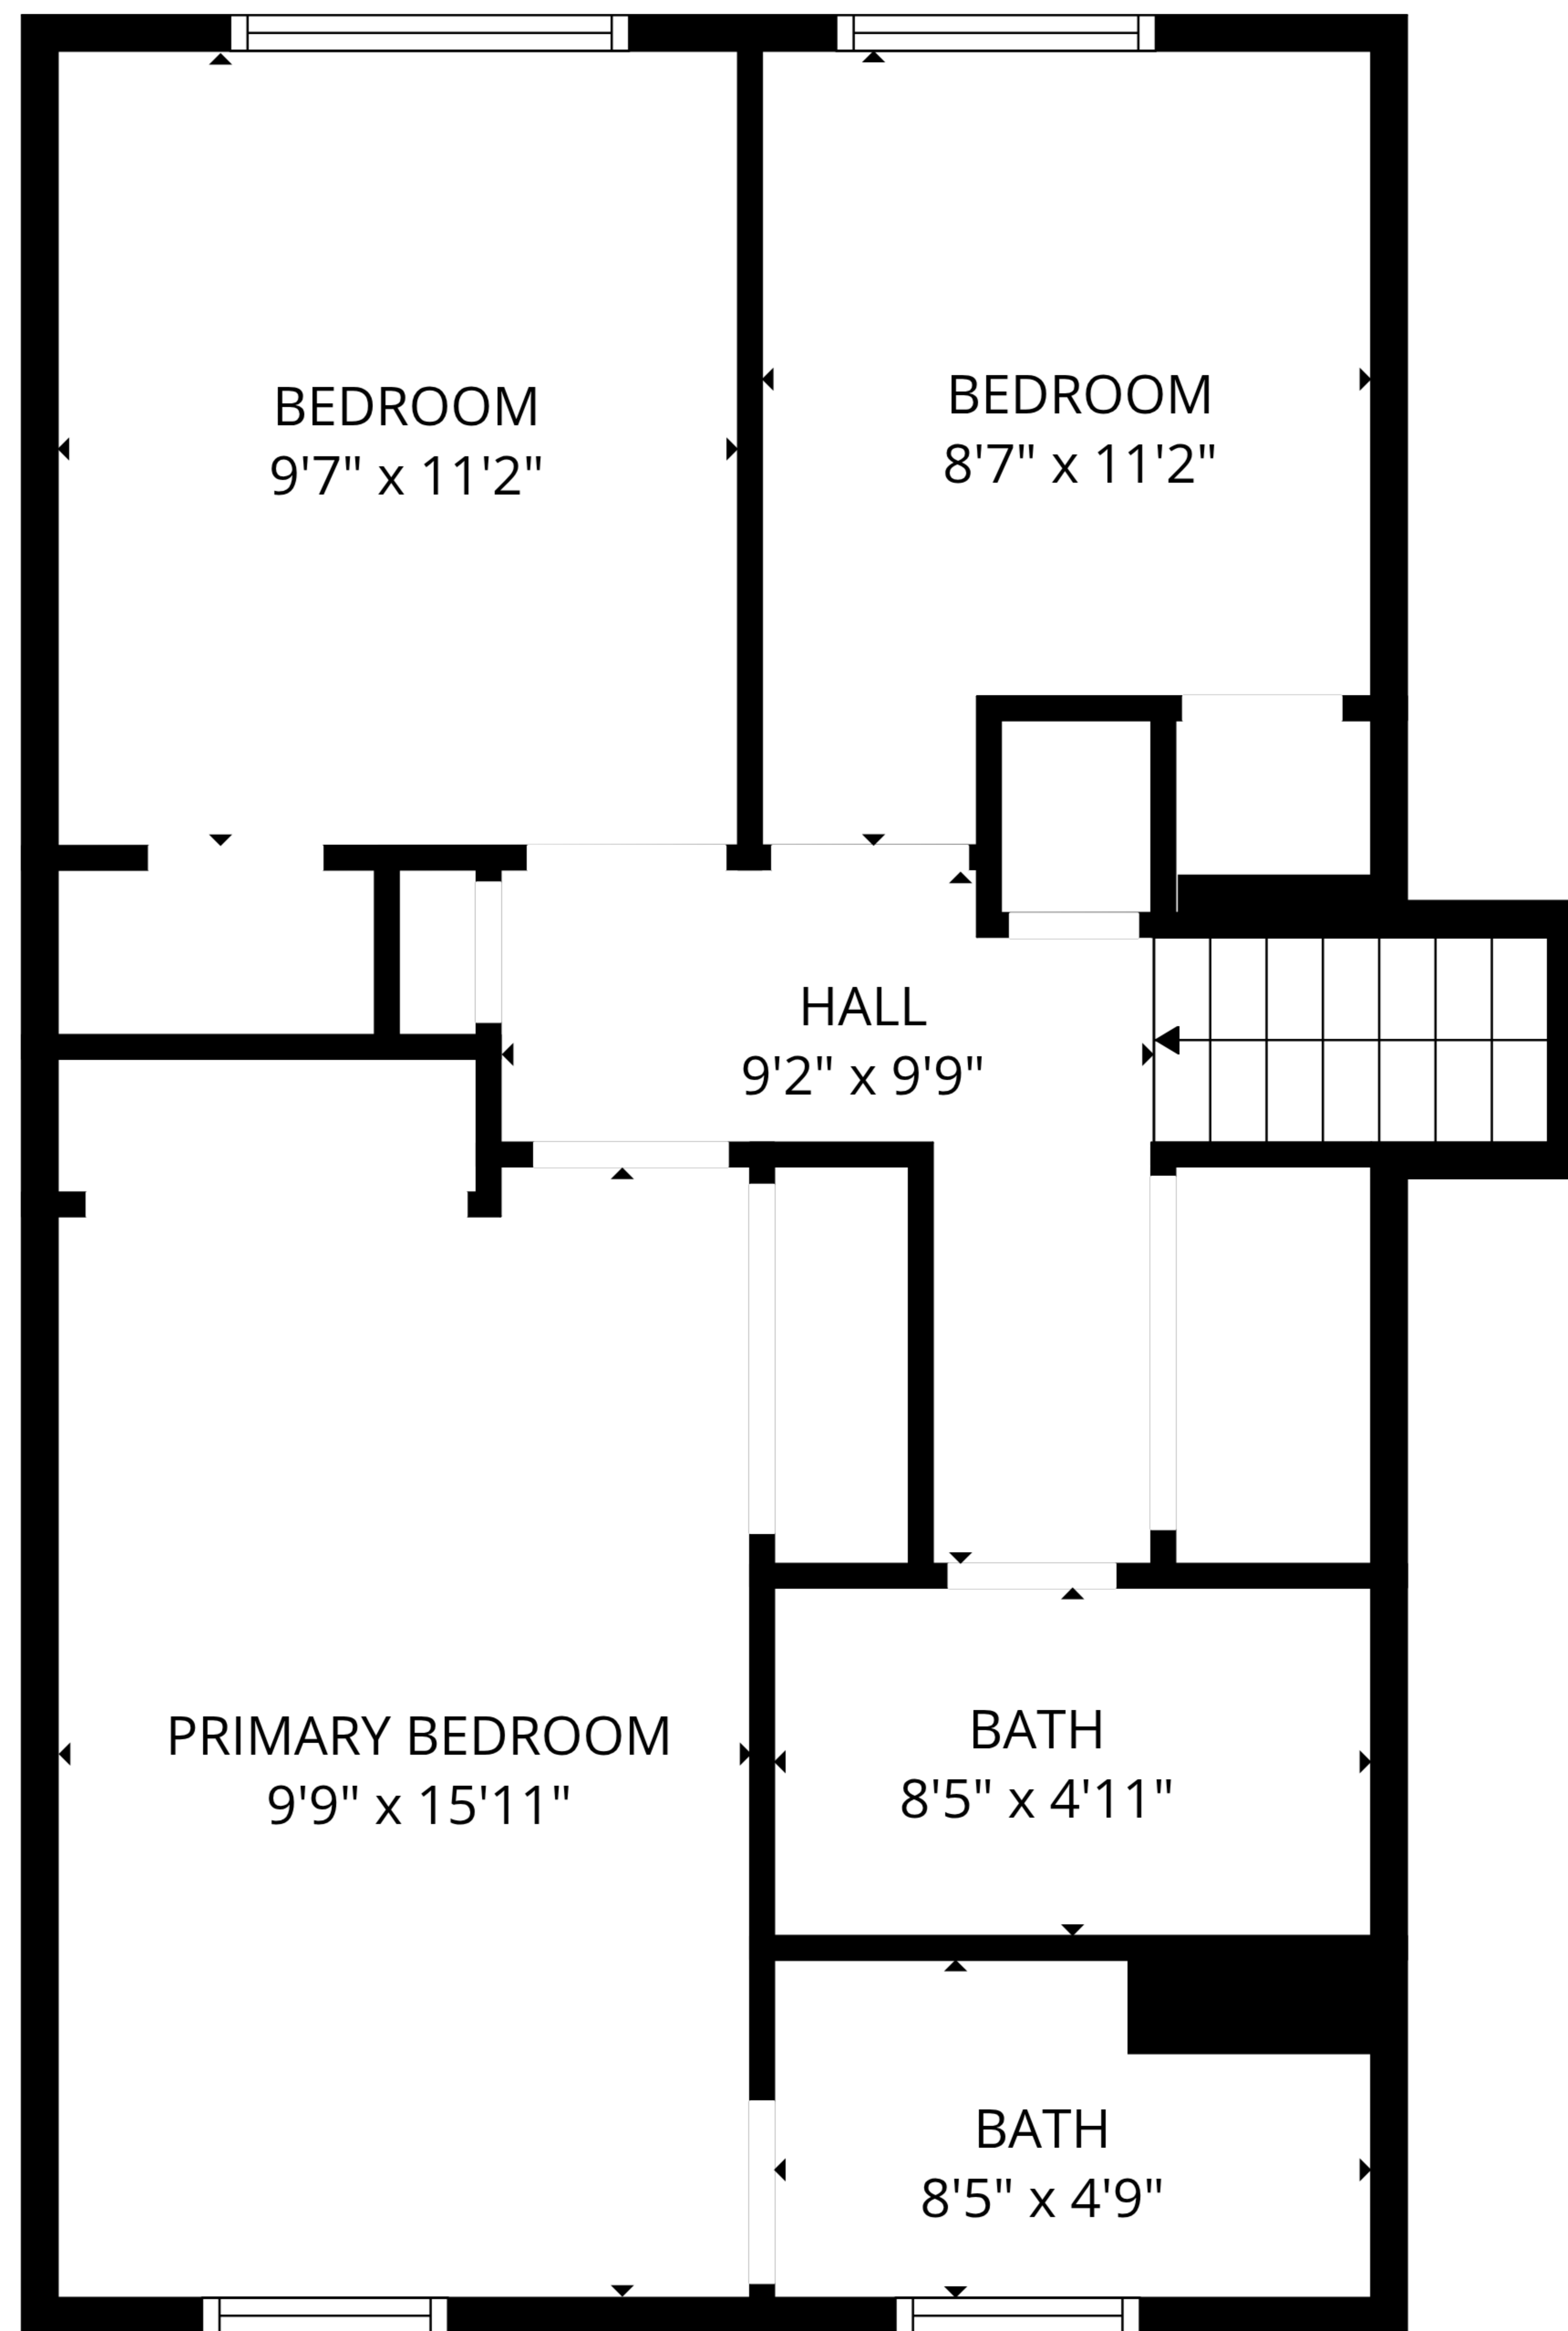 BEDROOM
9'7" x 11'2"
BEDROOM
8'7" x 11'2"
HALL
9'2" x 9'9"
PRIMARY BEDROOM
9'9" x 15'11"
BATH
8'5" x 4'11"
BATH
8'5" x 4'9"